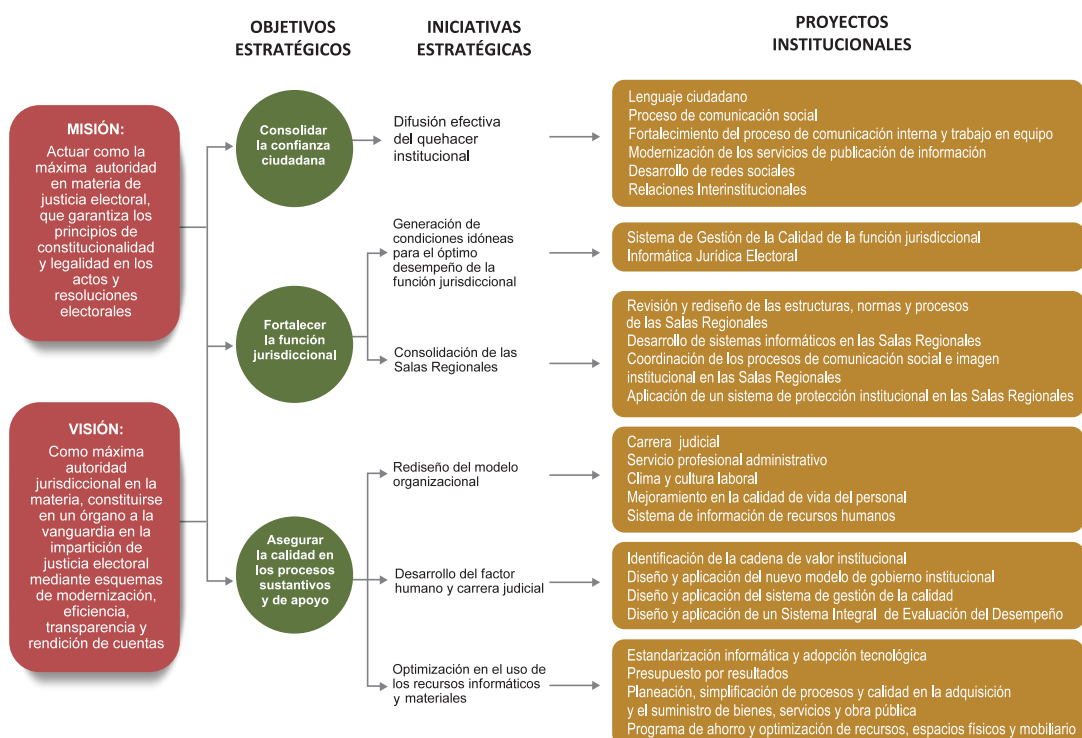 OBJETIVOS
ESTRATÉGICOS
INICIATIVAS
ESTRATÉGICAS
PROYECTOS
INSTITUCIONALES
MISIÓN:
Actuar como la
máxima autoridad
en materia de
justicia electoral,
que garantiza los
principios de
constitucionalidad
y legalidad en los
actos y
resoluciones
electorales
VISIÓN:
Como máxima
autoridad
jurisdiccional en la
materia, constituirse
en un órgano a la
vanguardia en la
impartición de
justicia electoral
mediante esquemas
de modernización,
eficiencia,
transparencia y
rendición de cuentas
Consolidar
la confianza
ciudadana
Difusión efectiva
del quehacer
institucional
Lenguaje ciudadano
Proceso de comunicación social
Fortalecimiento del proceso de comunicación interna y trabajo en equipo
Modernización de los servicios de publicación de información
Desarrollo de redes sociales
Relaciones Interinstitucionales
Fortalecer
la función
jurisdiccional
Generación de
condiciones idóneas
para el óptimo
desempeño de la
función jurisdiccional
Sistema de Gestión de la Calidad de la función jurisdiccional
Informática Jurídica Electoral
Consolidación de las
Salas Regionales
Revisión y rediseño de las estructuras, normas y procesos
de las Salas Regionales
Desarrollo de sistemas informáticos en las Salas Regionales
Coordinación de los procesos de comunicación social e imagen
institucional en las Salas Regionales
Aplicación de un sistema de protección institucional en las Salas Regionales
Asegurar
la calidad en
los procesos
sustantivos
y de apoyo
Rediseño del modelo
organizacional
Carrera judicial
Servicio profesional administrativo
Clima y cultura laboral
Mejoramiento en la calidad de vida del personal
Sistema de información de recursos humanos
Desarrollo del factor
humano y carrera judicial
Identificación de la cadena de valor institucional
Diseño y aplicación del nuevo modelo de gobierno institucional
Diseño y aplicación del sistema de gestión de la calidad
Diseño y aplicación de un Sistema Integral de Evaluación del Desempeño
Optimización en el uso de
los recursos informáticos
y materiales
Estandarización informática y adopción tecnológica
Presupuesto por resultados
Planeación, simplificación de procesos y calidad en la adquisición
y el suministro de bienes, servicios y obra pública
Programa de ahorro y optimización de recursos, espacios físicos y mobiliario